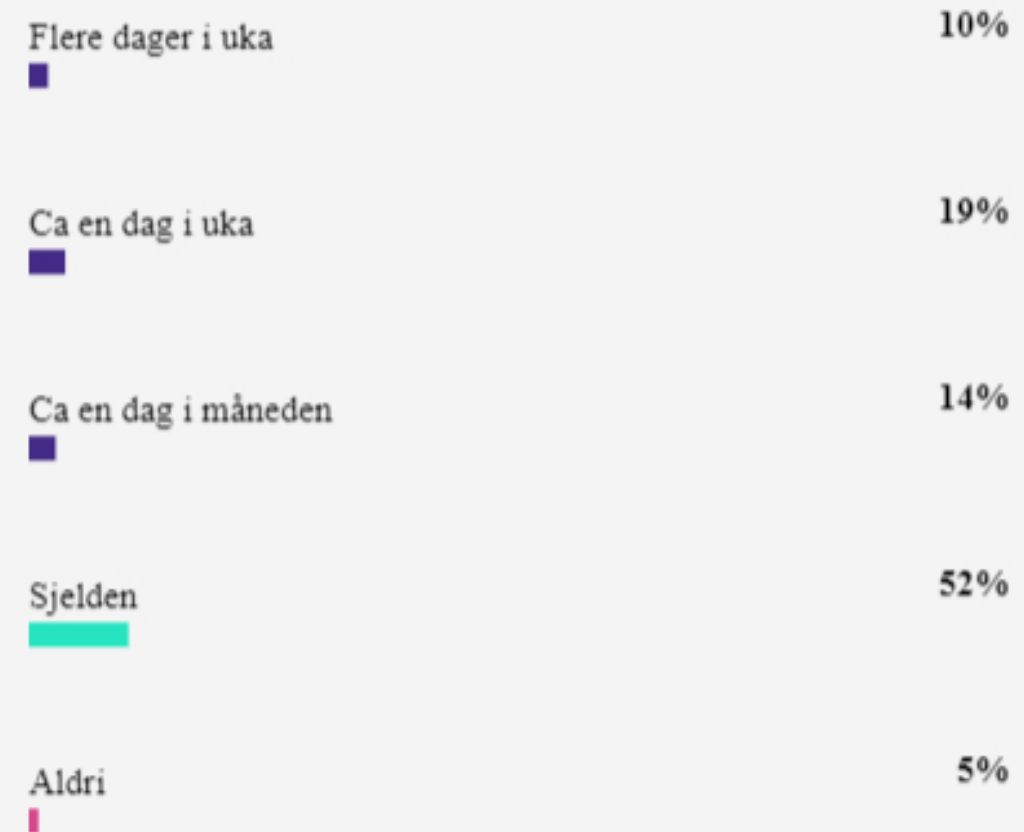 Flere dager i uka 10%
Ca en dag i uka 19%
Ca en dag i måneden 14%
Sjelden 52%
Aldri 5%